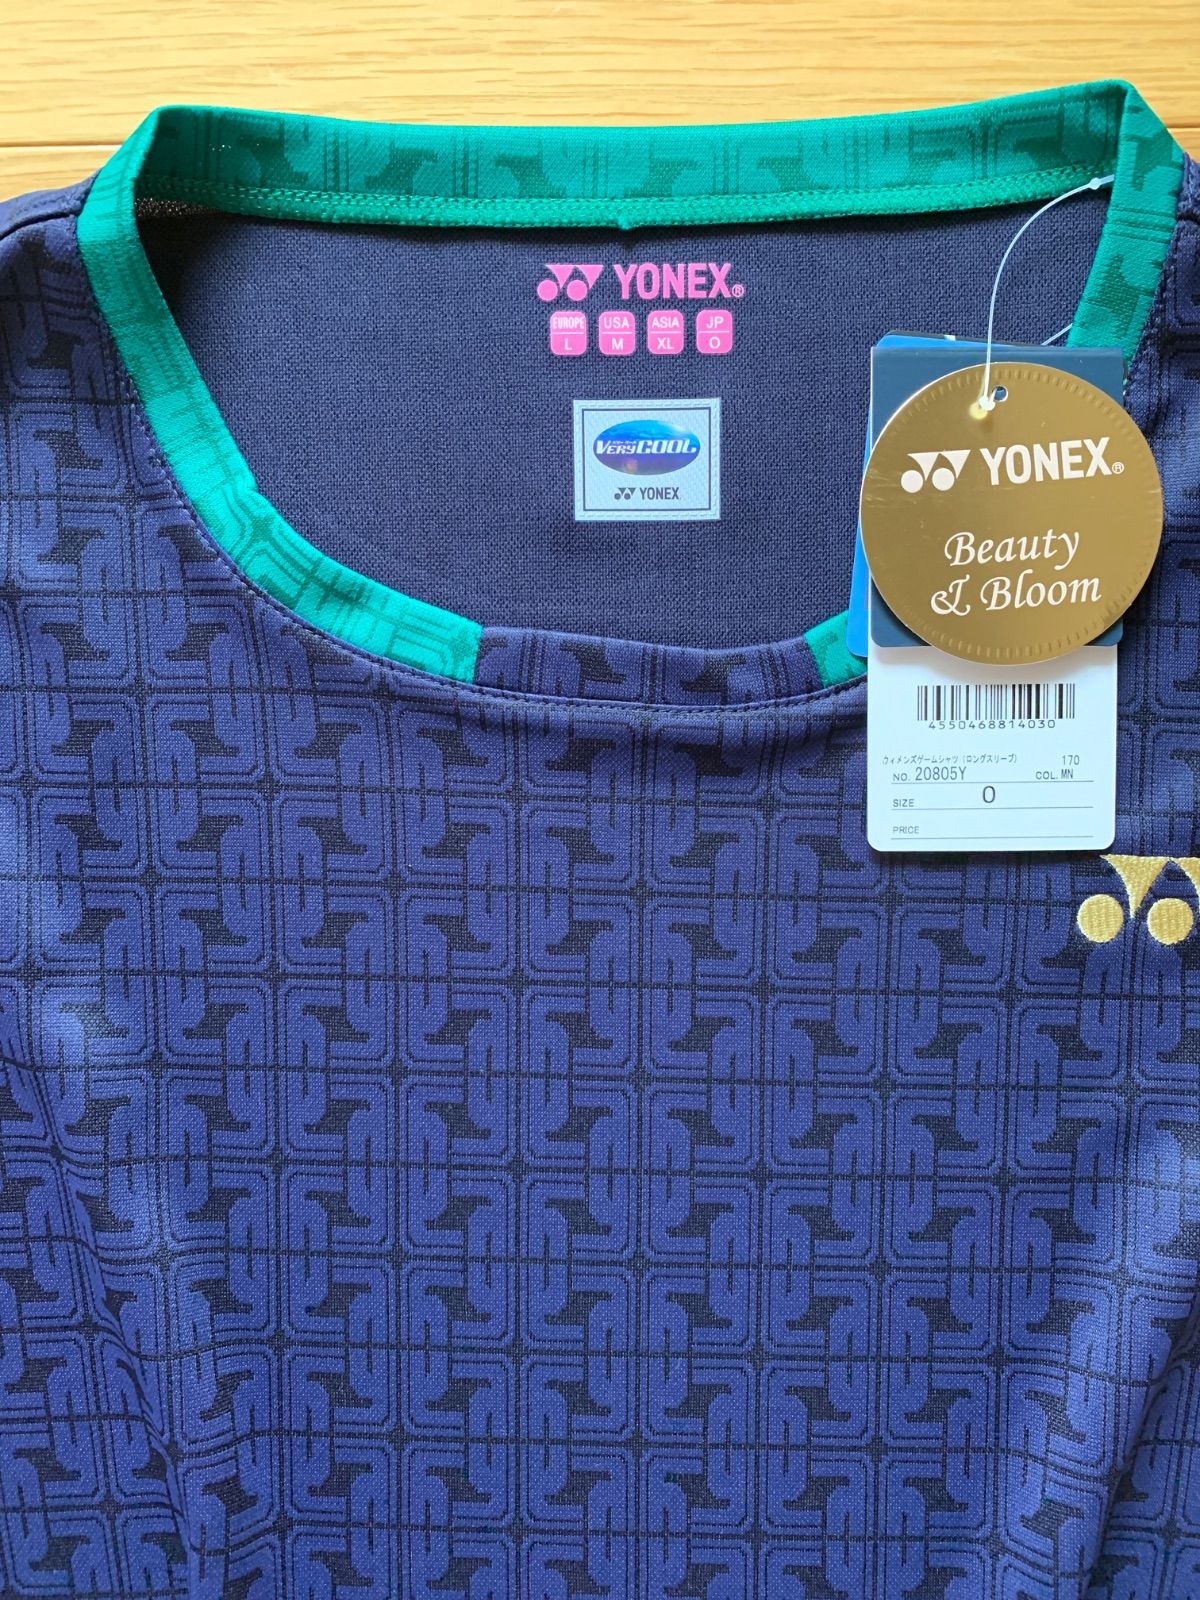 YONEX®
EUROPE USA ASIA JP
L M XL O
VERYCOOL
YONEX
YONEX®
Beauty
& Bloom
4550468814030
ウィメンズゲームシャツ(ロングスリーブ) 170
NO. 20805Y COL. MN
SIZE O
PRICE